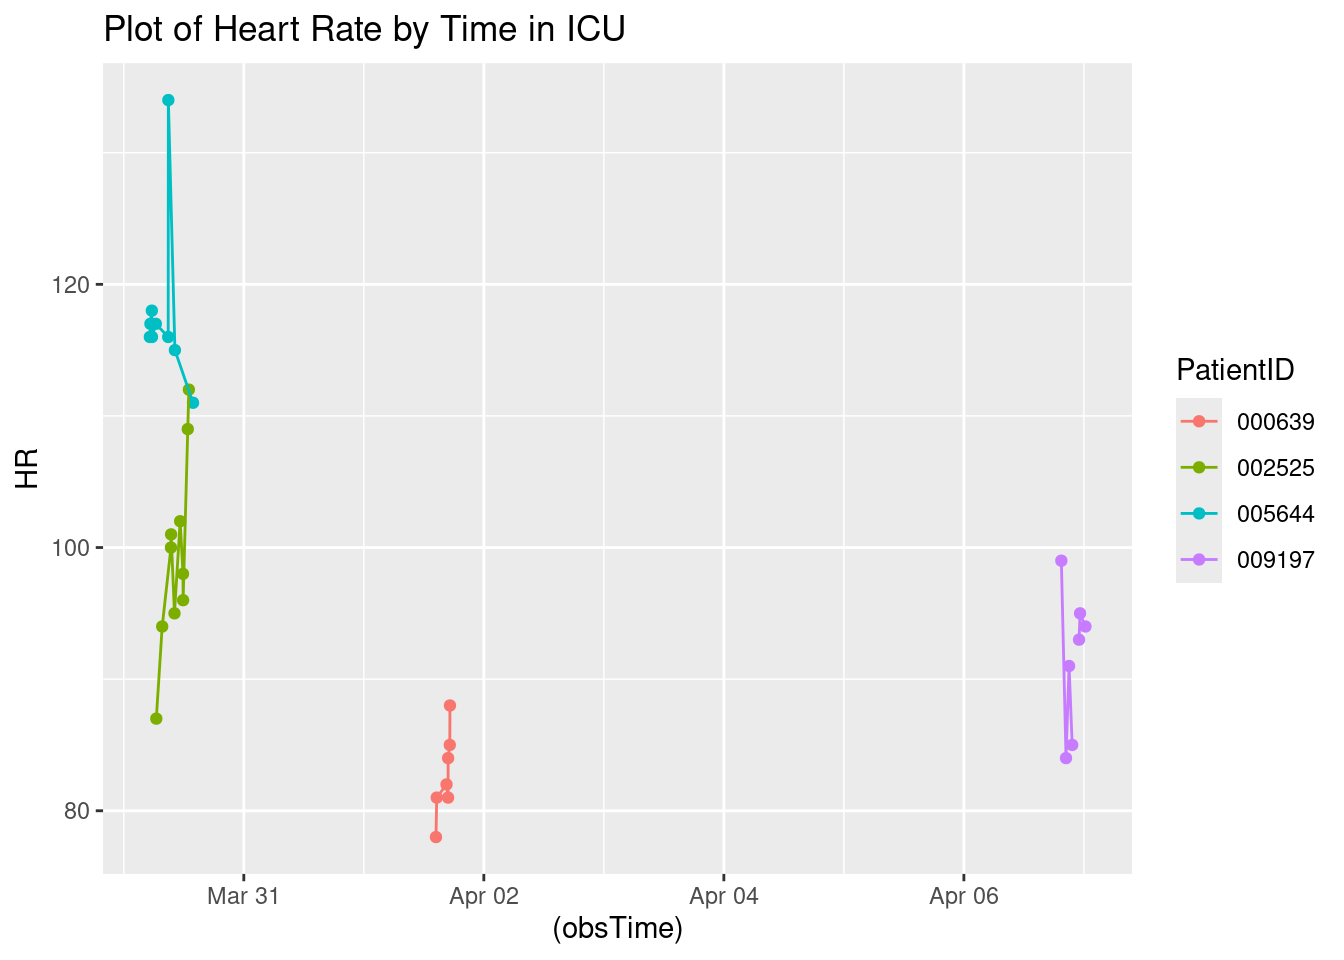 Plot of Heart Rate by Time in ICU
HR
120
100
80
Mar 31
Apr 02
Apr 04
Apr 06
(obsTime)
PatientID
000639
002525
005644
009197